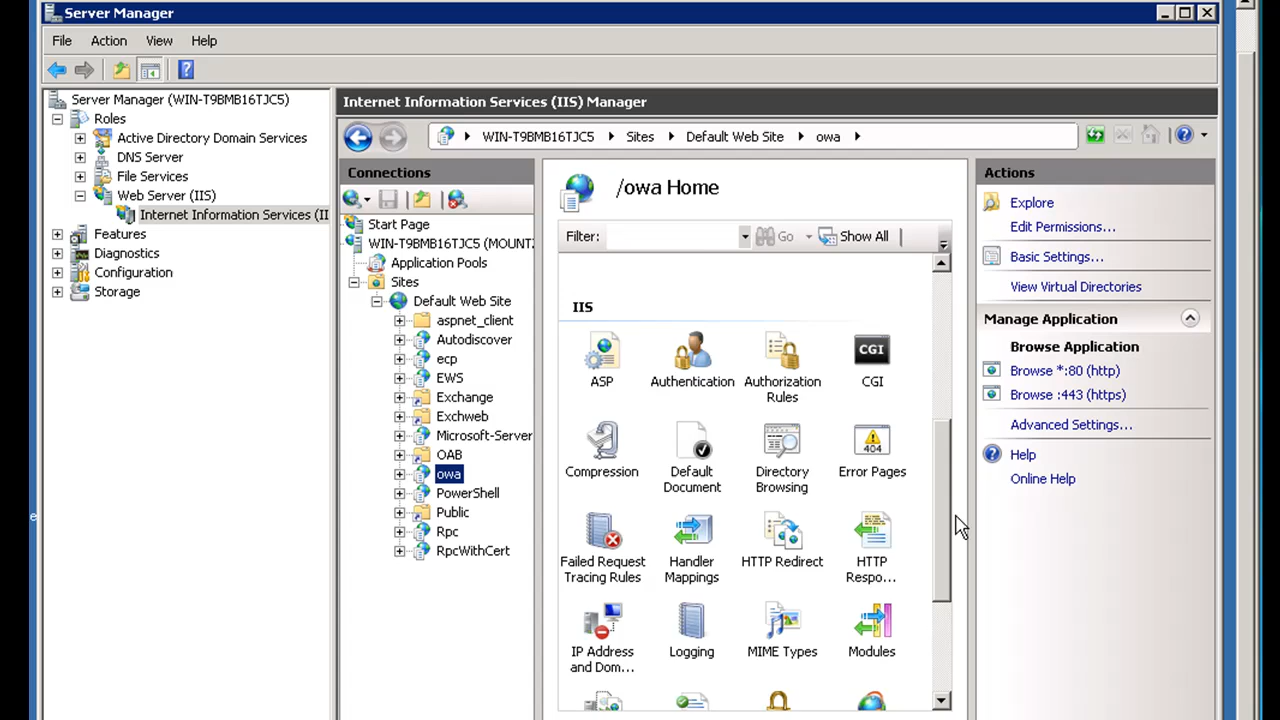 Server Manager
File Action View Help
Server Manager (WIN-T9BMB16TJC5)
Roles
Active Directory Domain Services
DNS Server
File Services
Web Server (IIS)
Internet Information Services (II
Features
Diagnostics
Configuration
Storage
Internet Information Services (IIS) Manager
WIN-T9BMB16TJC5 Sites Default Web Site owa
Connections
Start Page
WIN-T9BMB16TJC5 (MOUNT
Application Pools
Sites
Default Web Site
aspnet_client
Autodiscover
ecp
EWS
Exchange
Exchweb
Microsoft-Server
OAB
owa
PowerShell
Public
Rpc
RpcWithCert
/owa Home
Filter: Go Show All
IIS
ASP
Authentication
Authorization
Rules
CGI
CGI
Compression
Default
Document
Directory
Browsing
404
Error Pages
Failed Request
Tracing Rules
Handler
Mappings
HTTP Redirect
HTTP
Respo...
IP Address
and Dom...
Logging
MIME Types
Modules
Actions
Explore
Edit Permissions...
Basic Settings...
View Virtual Directories
Manage Application
Browse Application
Browse *:80 (http)
Browse :443 (https)
Advanced Settings...
Help
Online Help
e